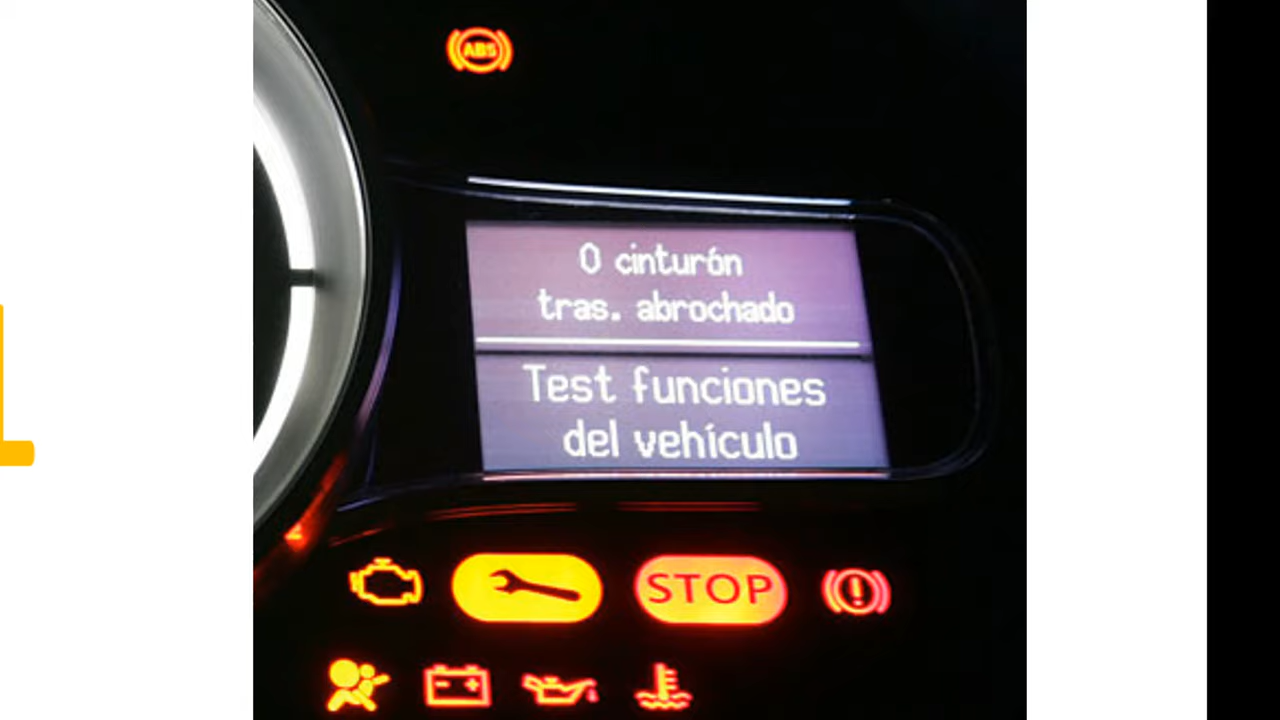 ABS
0 cinturón
tras. abrochado
Test funciones
del vehículo
STOP